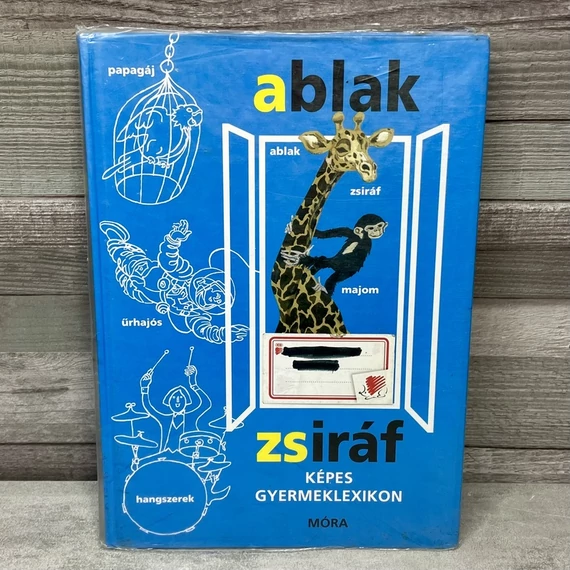 papagáj
ablak
ablak
zsiráf
majom
űrhajós
zsiráf
KÉPES
GYERMEKLEXIKON
hangszerek
MÓRA